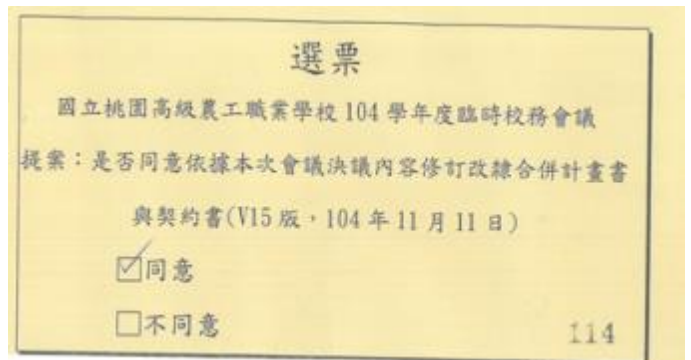 選票
國立桃園高級農工職業學校 104 學年度臨時校務會議
提案：是否同意依據本次會議決議內容修訂改隸合併計畫書
與契約書(V15 版，104 年 11 月 11 日)
☑同意
□不同意
114